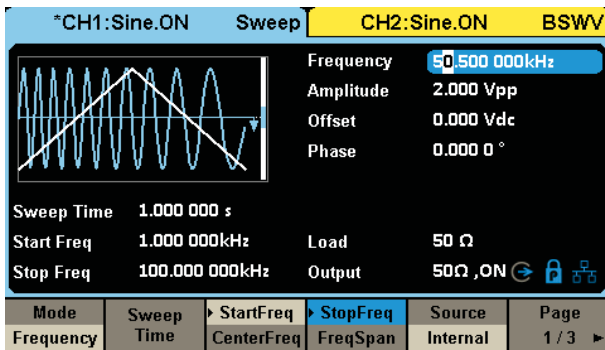 *CH1:Sine.ON Sweep CH2:Sine.ON BSWV
Frequency 50.500 000kHz
Amplitude 2.000 Vpp
Offset 0.000 Vdc
Phase 0.000 0 °
Sweep Time 1.000 000 s
Start Freq 1.000 000kHz Load 50 Ω
Stop Freq 100.000 000kHz Output 50Ω ,ON
Mode Sweep StartFreq StopFreq Source Page
Frequency Time CenterFreq FreqSpan Internal 1 / 3